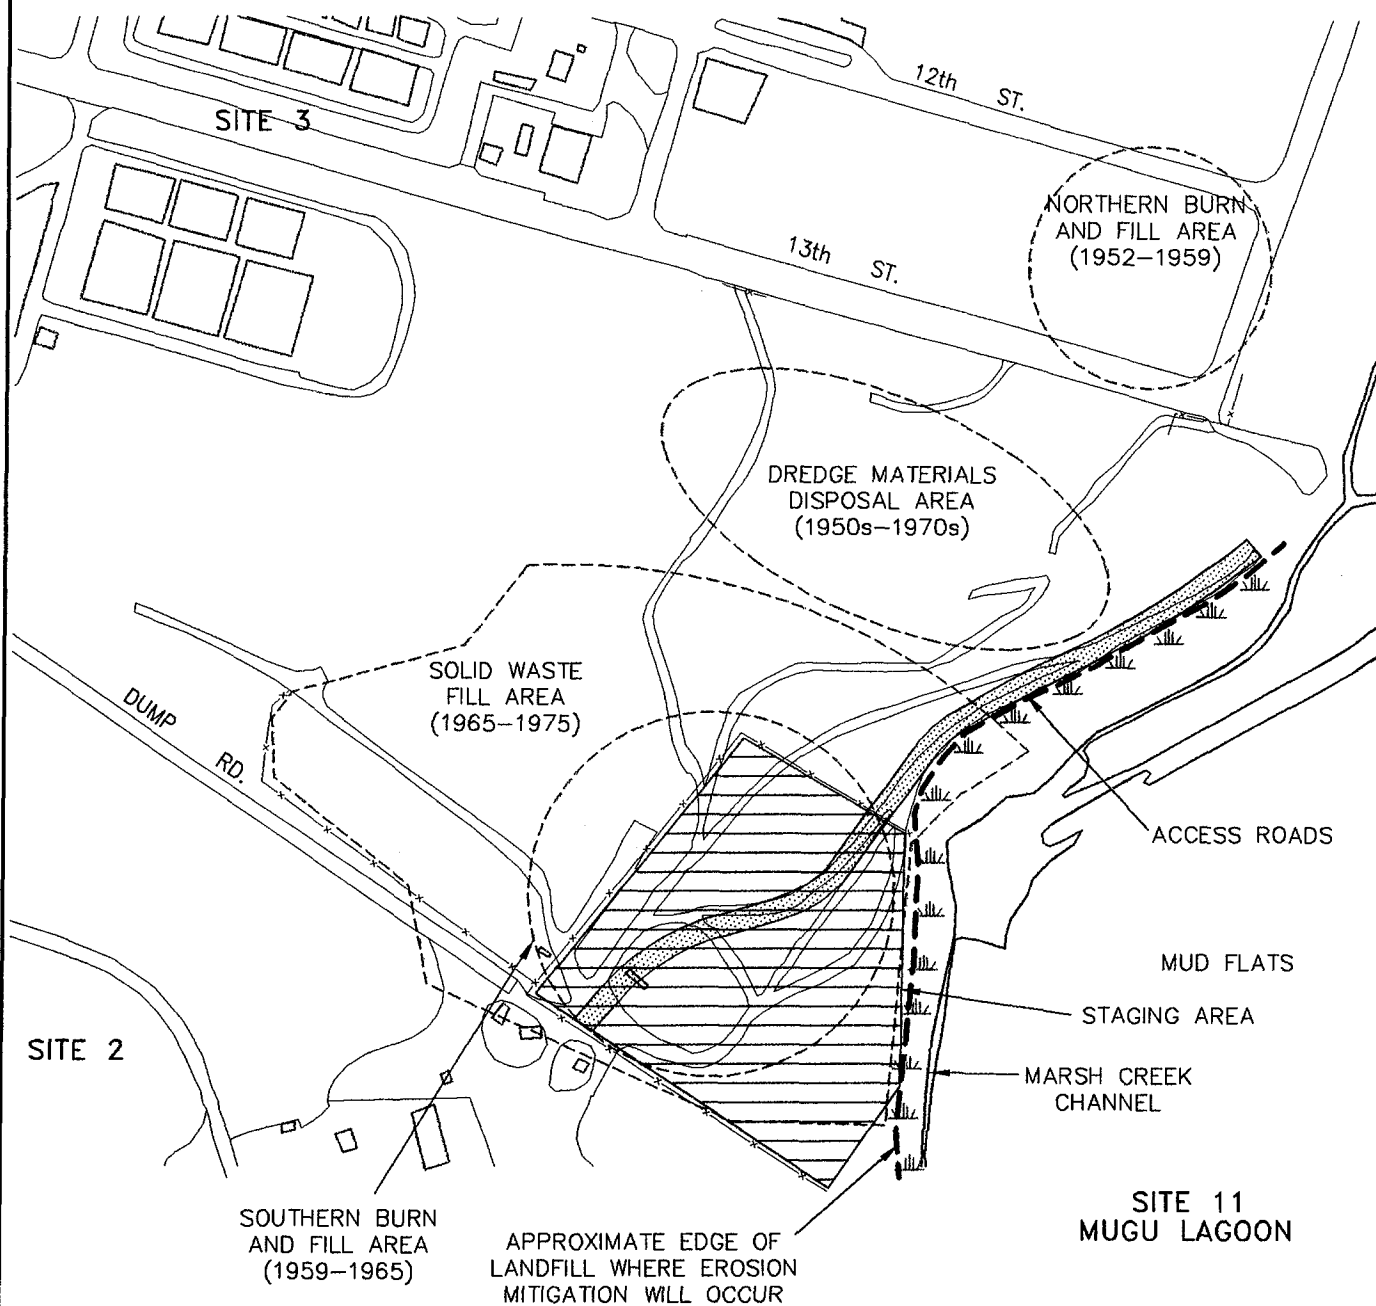 12th ST.
SITE 3
NORTHERN BURN
AND FILL AREA
(1952–1959)
13th ST.
DREDGE MATERIALS
DISPOSAL AREA
(1950s–1970s)
SOLID WASTE
FILL AREA
(1965–1975)
DUMP RD.
ACCESS ROADS
MUD FLATS
STAGING AREA
SITE 2
MARSH CREEK
CHANNEL
SITE 11
MUGU LAGOON
SOUTHERN BURN
AND FILL AREA
(1959–1965)
APPROXIMATE EDGE OF
LANDFILL WHERE EROSION
MITIGATION WILL OCCUR